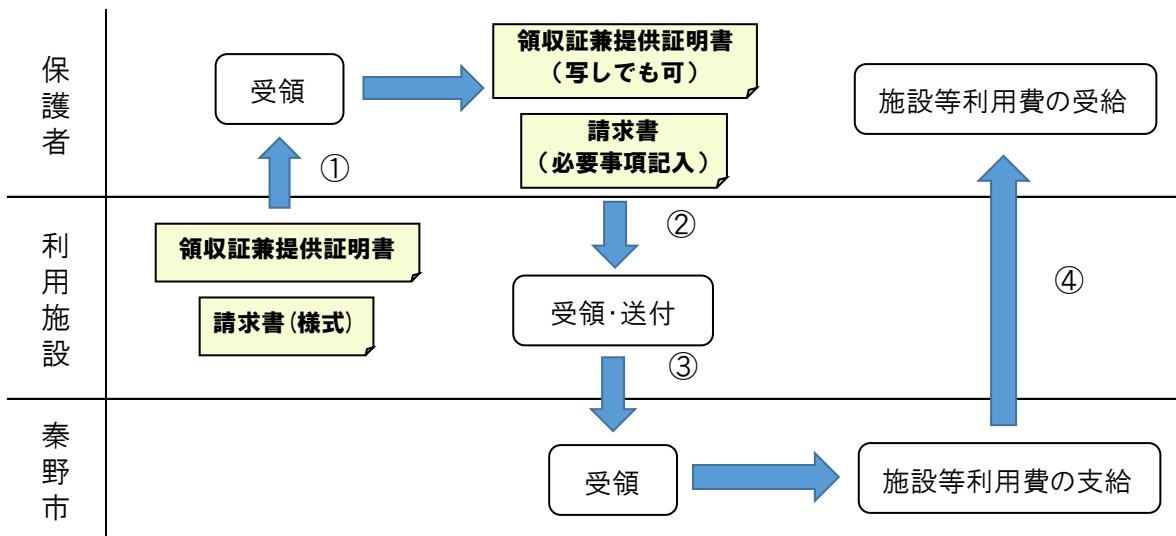 保護者
受領
領収証兼提供証明書
（写しでも可）
請求書
（必要事項記入）
施設等利用費の受給
①
利用施設
領収証兼提供証明書
請求書(様式)
②
受領・送付
③
④
秦野市
受領
施設等利用費の支給